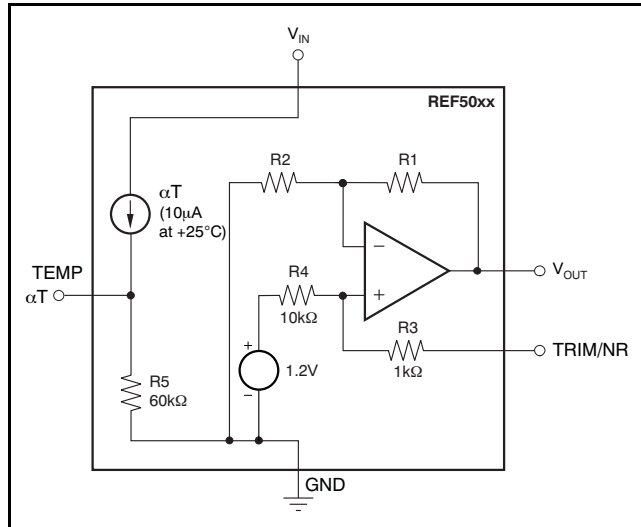 V_IN
REF50xx
R2
R1
αT
(10μA
at +25°C)
−
TEMP
αT
R4
+
V_OUT
10kΩ
R3
+
TRIM/NR
1kΩ
1.2V
R5
−
60kΩ
GND